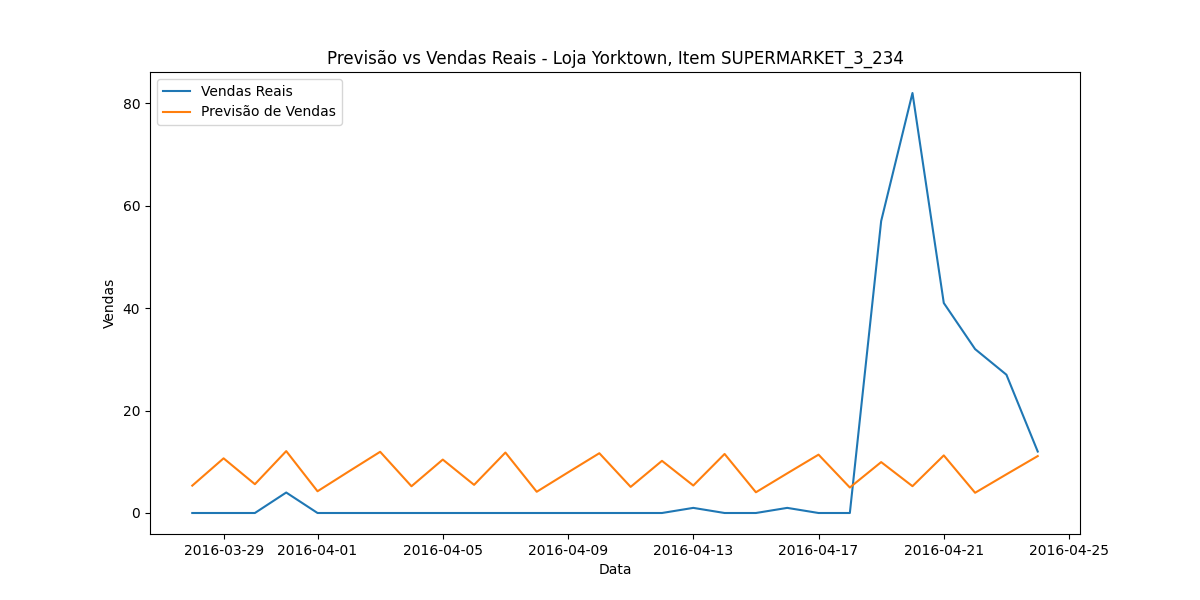 Previsão vs Vendas Reais - Loja Yorktown, Item SUPERMARKET_3_234
Vendas Reais
Previsão de Vendas
80
60
40
20
0
Vendas
2016-03-29
2016-04-01
2016-04-05
2016-04-09
2016-04-13
2016-04-17
2016-04-21
2016-04-25
Data